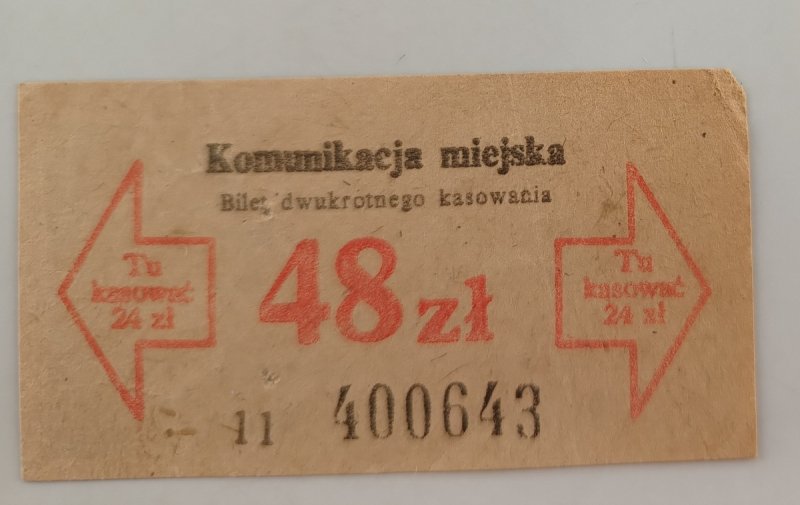 Komunikacja miejska
Bilet dwukrotnego kasowania
Tu
kasować
24 zł
48 zł
Tu
kasować
24 zł
11 400643